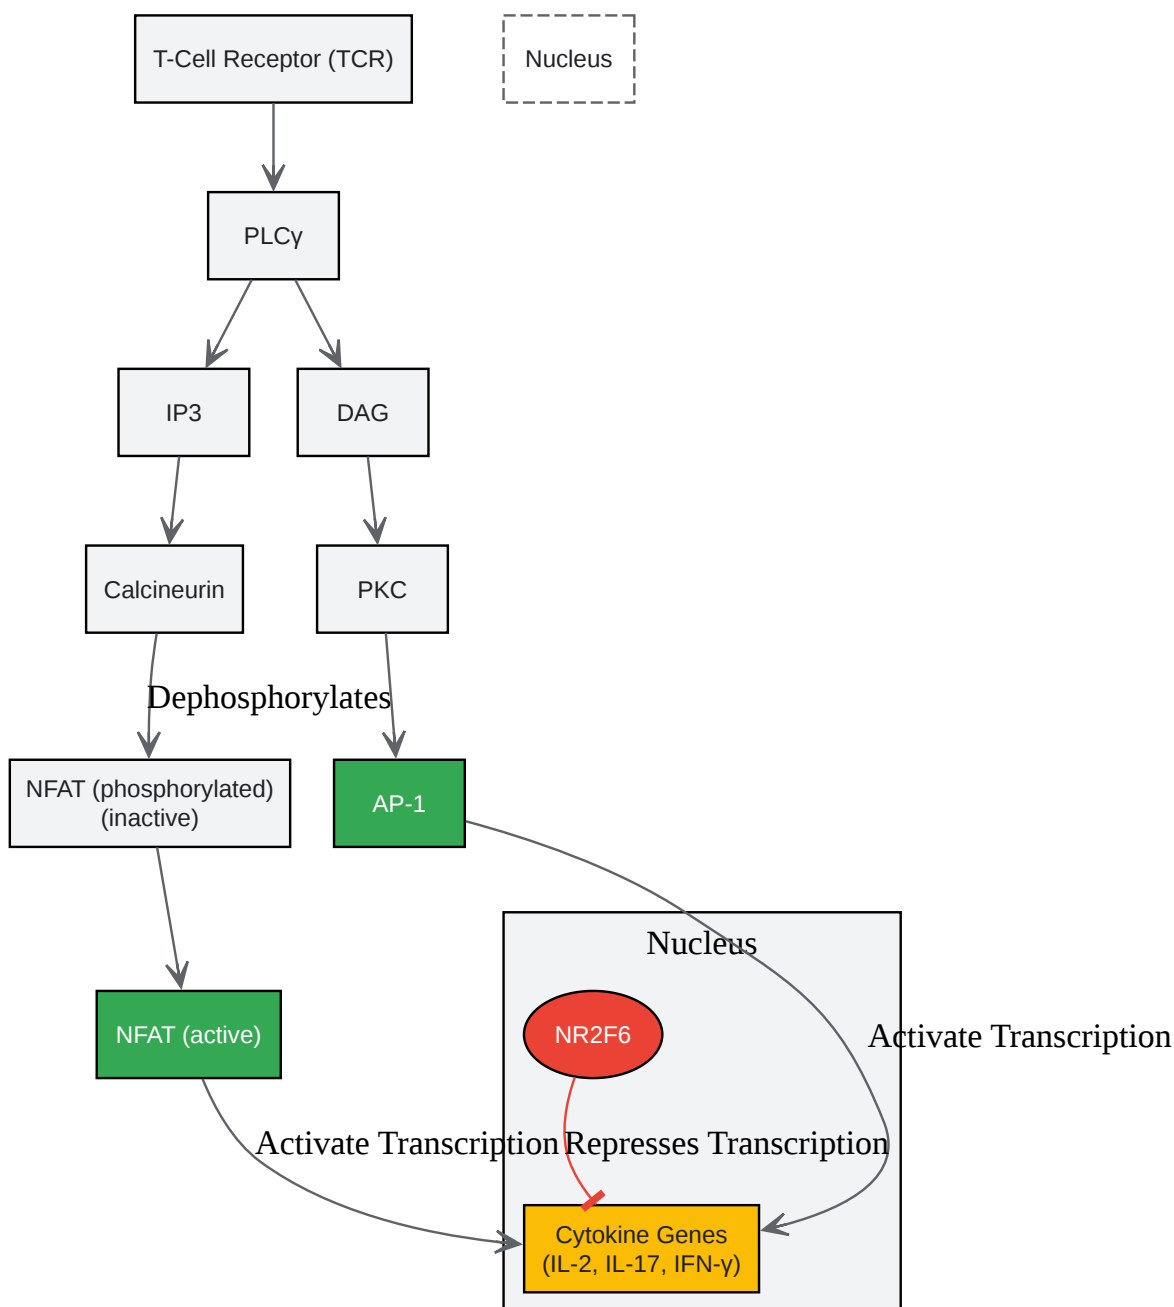 T-Cell Receptor (TCR)
Nucleus
PLCγ
IP3
DAG
Calcineurin
PKC
Dephosphorylates
NFAT (phosphorylated)
(inactive)
AP-1
Nucleus
NFAT (active)
NR2F6
Activate Transcription
Activate Transcription
Represses Transcription
Cytokine Genes
(IL-2, IL-17, IFN-γ)